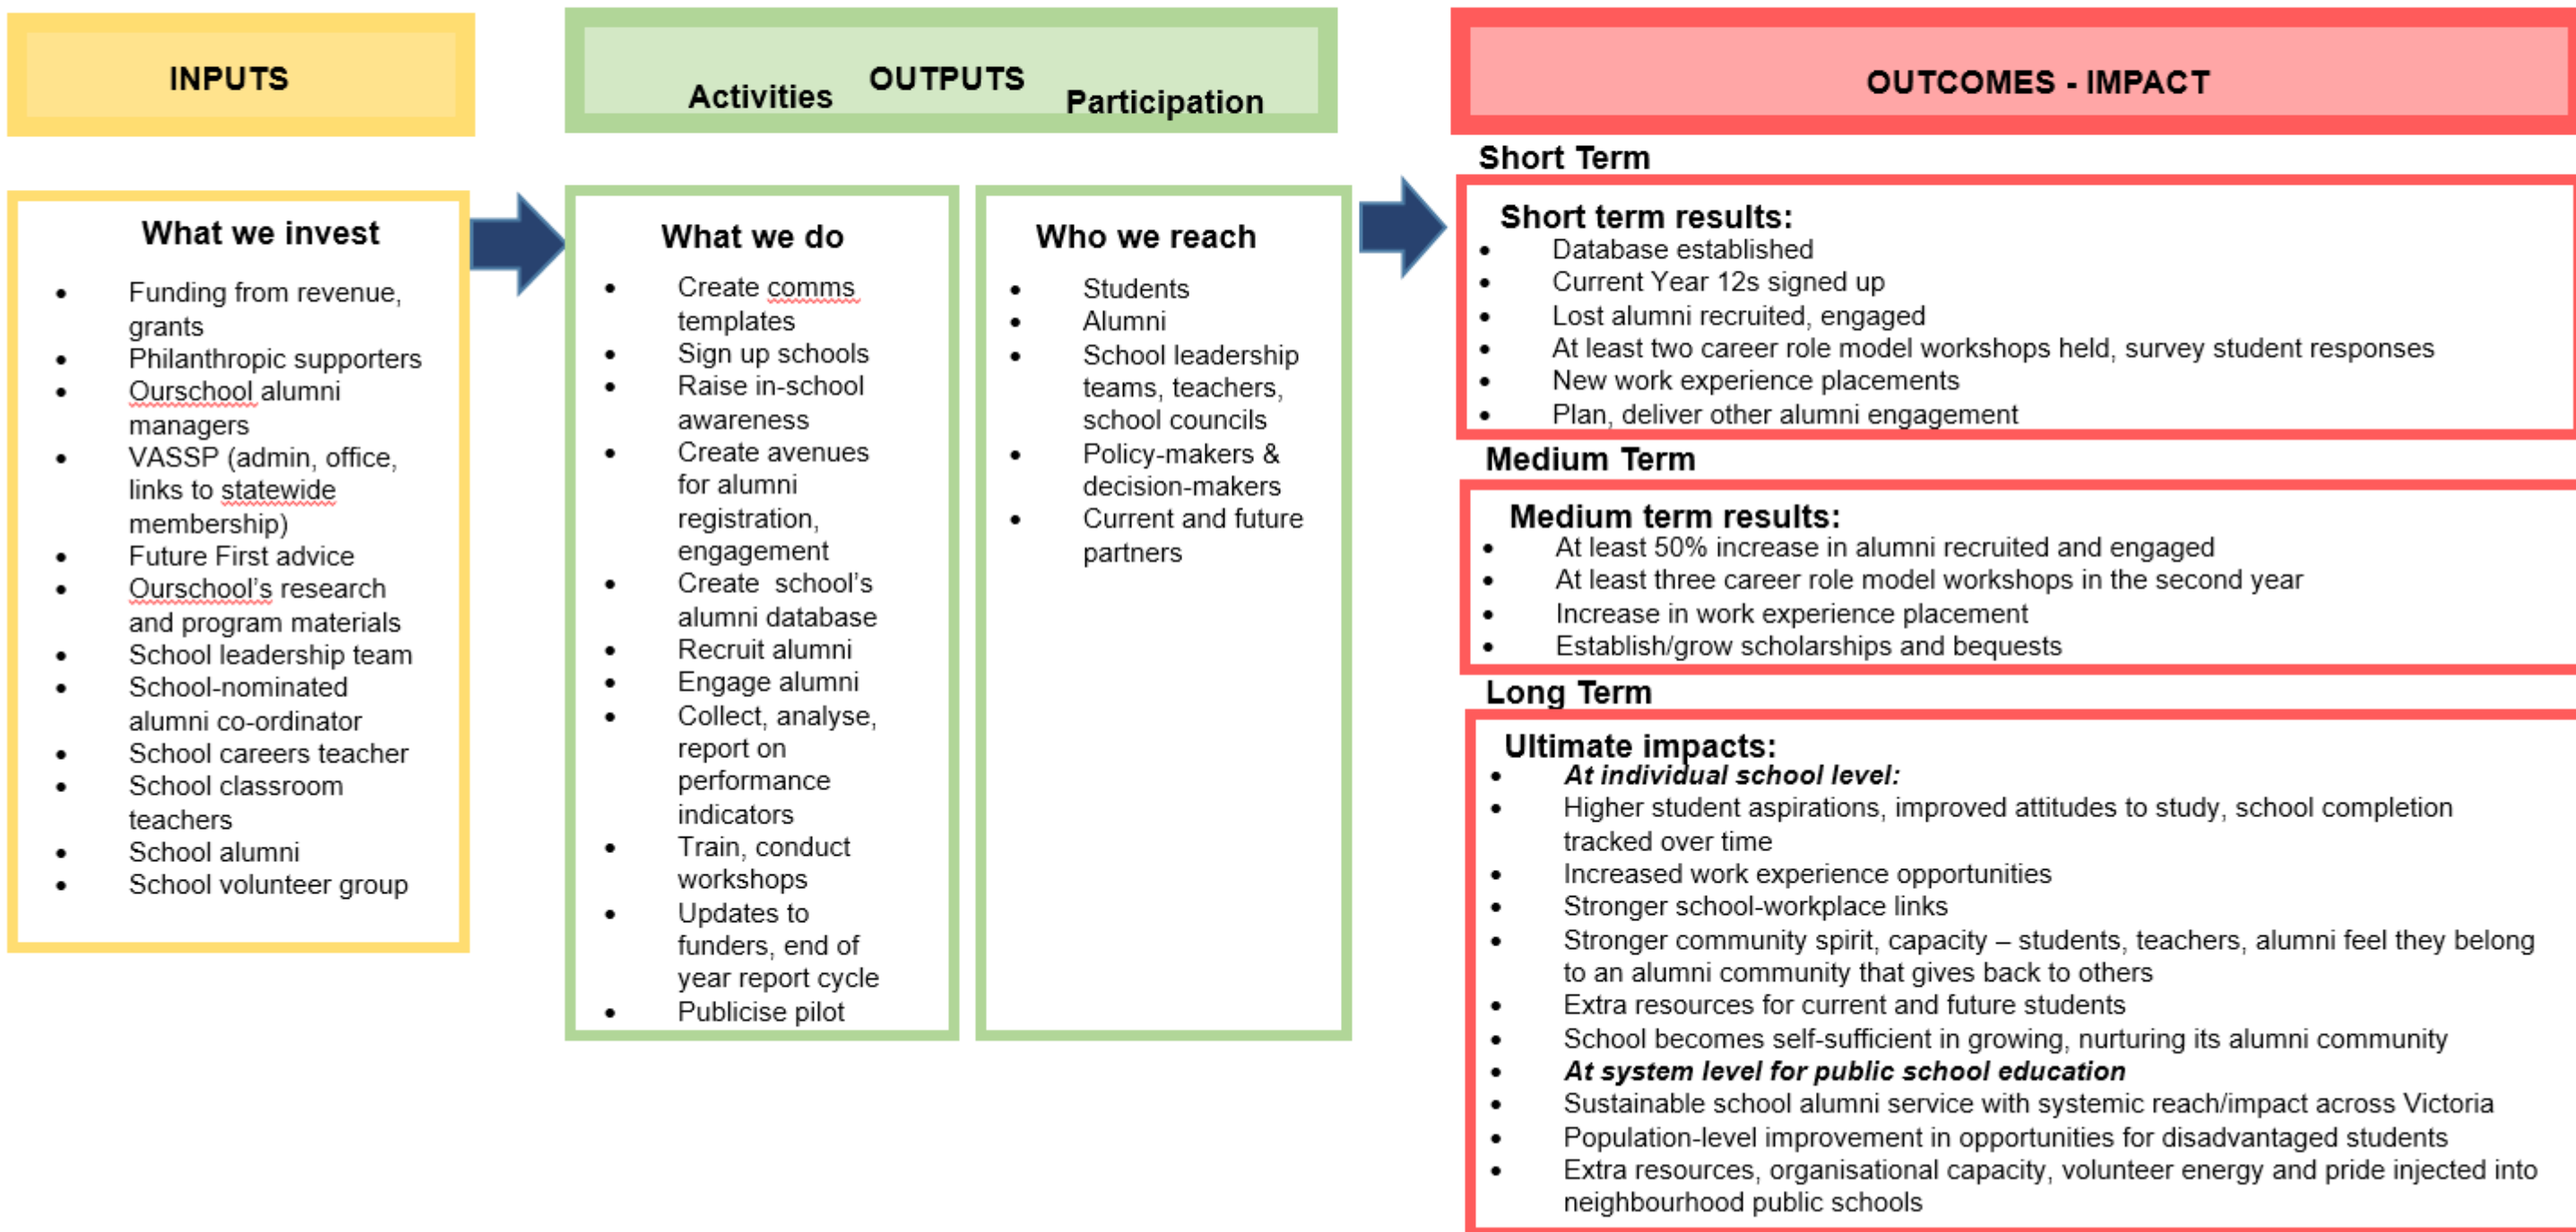 INPUTS
OUTPUTS
Activities
Participation
OUTCOMES - IMPACT
What we invest
• Funding from revenue,
grants
• Philanthropic supporters
• Ourschool alumni
managers
• VASSP (admin, office,
links to statewide
membership)
• Future First advice
• Ourschool’s research
and program materials
• School leadership team
• School-nominated
alumni co-ordinator
• School careers teacher
• School classroom
teachers
• School alumni
• School volunteer group
What we do
• Create comms
templates
• Sign up schools
• Raise in-school
awareness
• Create avenues
for alumni
registration,
engagement
• Create  school’s
alumni database
• Recruit alumni
• Engage alumni
• Collect, analyse,
report on
performance
indicators
• Train, conduct
workshops
• Updates to
funders, end of
year report cycle
• Publicise pilot
Who we reach
• Students
• Alumni
• School leadership
teams, teachers,
school councils
• Policy-makers &
decision-makers
• Current and future
partners
Short Term
Short term results:
• Database established
• Current Year 12s signed up
• Lost alumni recruited, engaged
• At least two career role model workshops held, survey student responses
• New work experience placements
• Plan, deliver other alumni engagement
Medium Term
Medium term results:
• At least 50% increase in alumni recruited and engaged
• At least three career role model workshops in the second year
• Increase in work experience placement
• Establish/grow scholarships and bequests
Long Term
Ultimate impacts:
• At individual school level:
• Higher student aspirations, improved attitudes to study, school completion
tracked over time
• Increased work experience opportunities
• Stronger school-workplace links
• Stronger community spirit, capacity – students, teachers, alumni feel they belong
to an alumni community that gives back to others
• Extra resources for current and future students
• School becomes self-sufficient in growing, nurturing its alumni community
• At system level for public school education
• Sustainable school alumni service with systemic reach/impact across Victoria
• Population-level improvement in opportunities for disadvantaged students
• Extra resources, organisational capacity, volunteer energy and pride injected into
neighbourhood public schools